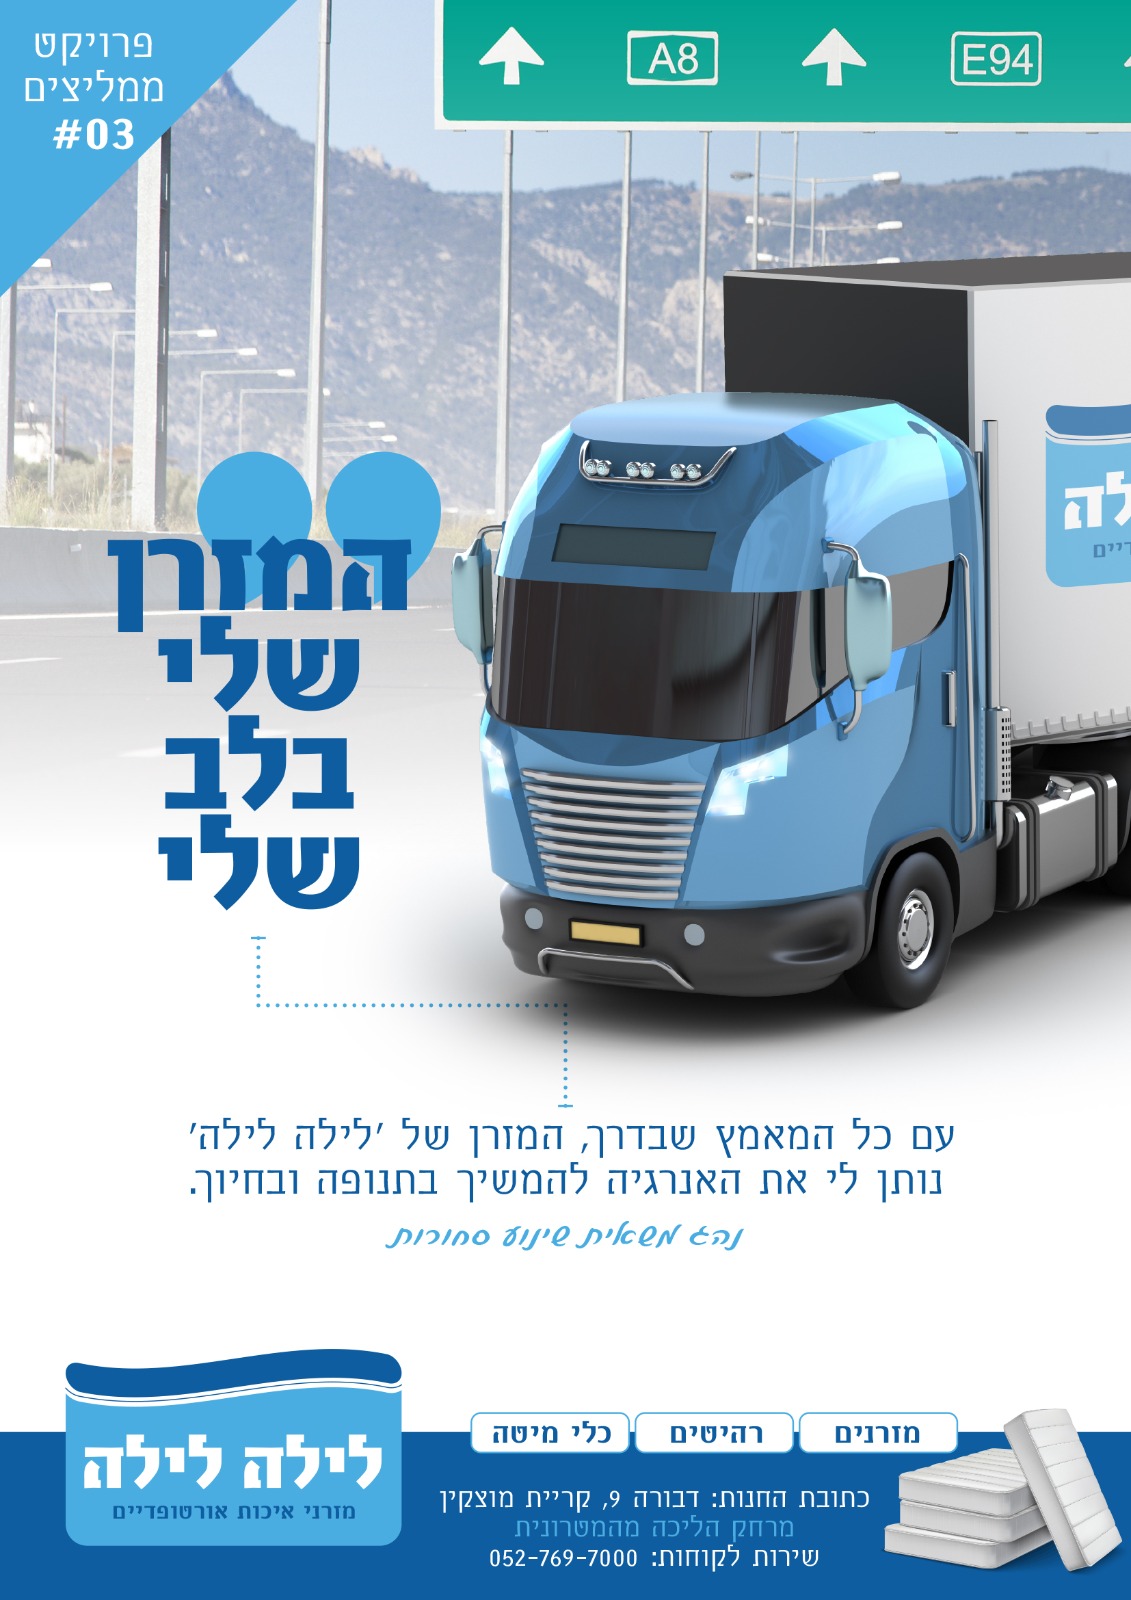 פרויקט
ממליצים
#03
A8
E94
לה
דיים
המזרן
שלי
בלב
שלי
עם כל המאמץ שבדרך, המזרן של 'לילה לילה'
נותן לי את האנרגיה להמשיך בתנופה ובחיוך.
נהג משאית שינוע סחורות
לילה לילה
מזרני איכות אורטופדיים
מזרנים
רהיטים
כלי מיטה
כתובת החנות: דבורה 9, קריית מוצקין
מרחק הליכה מהמטרונית
שירות לקוחות: 052-769-7000